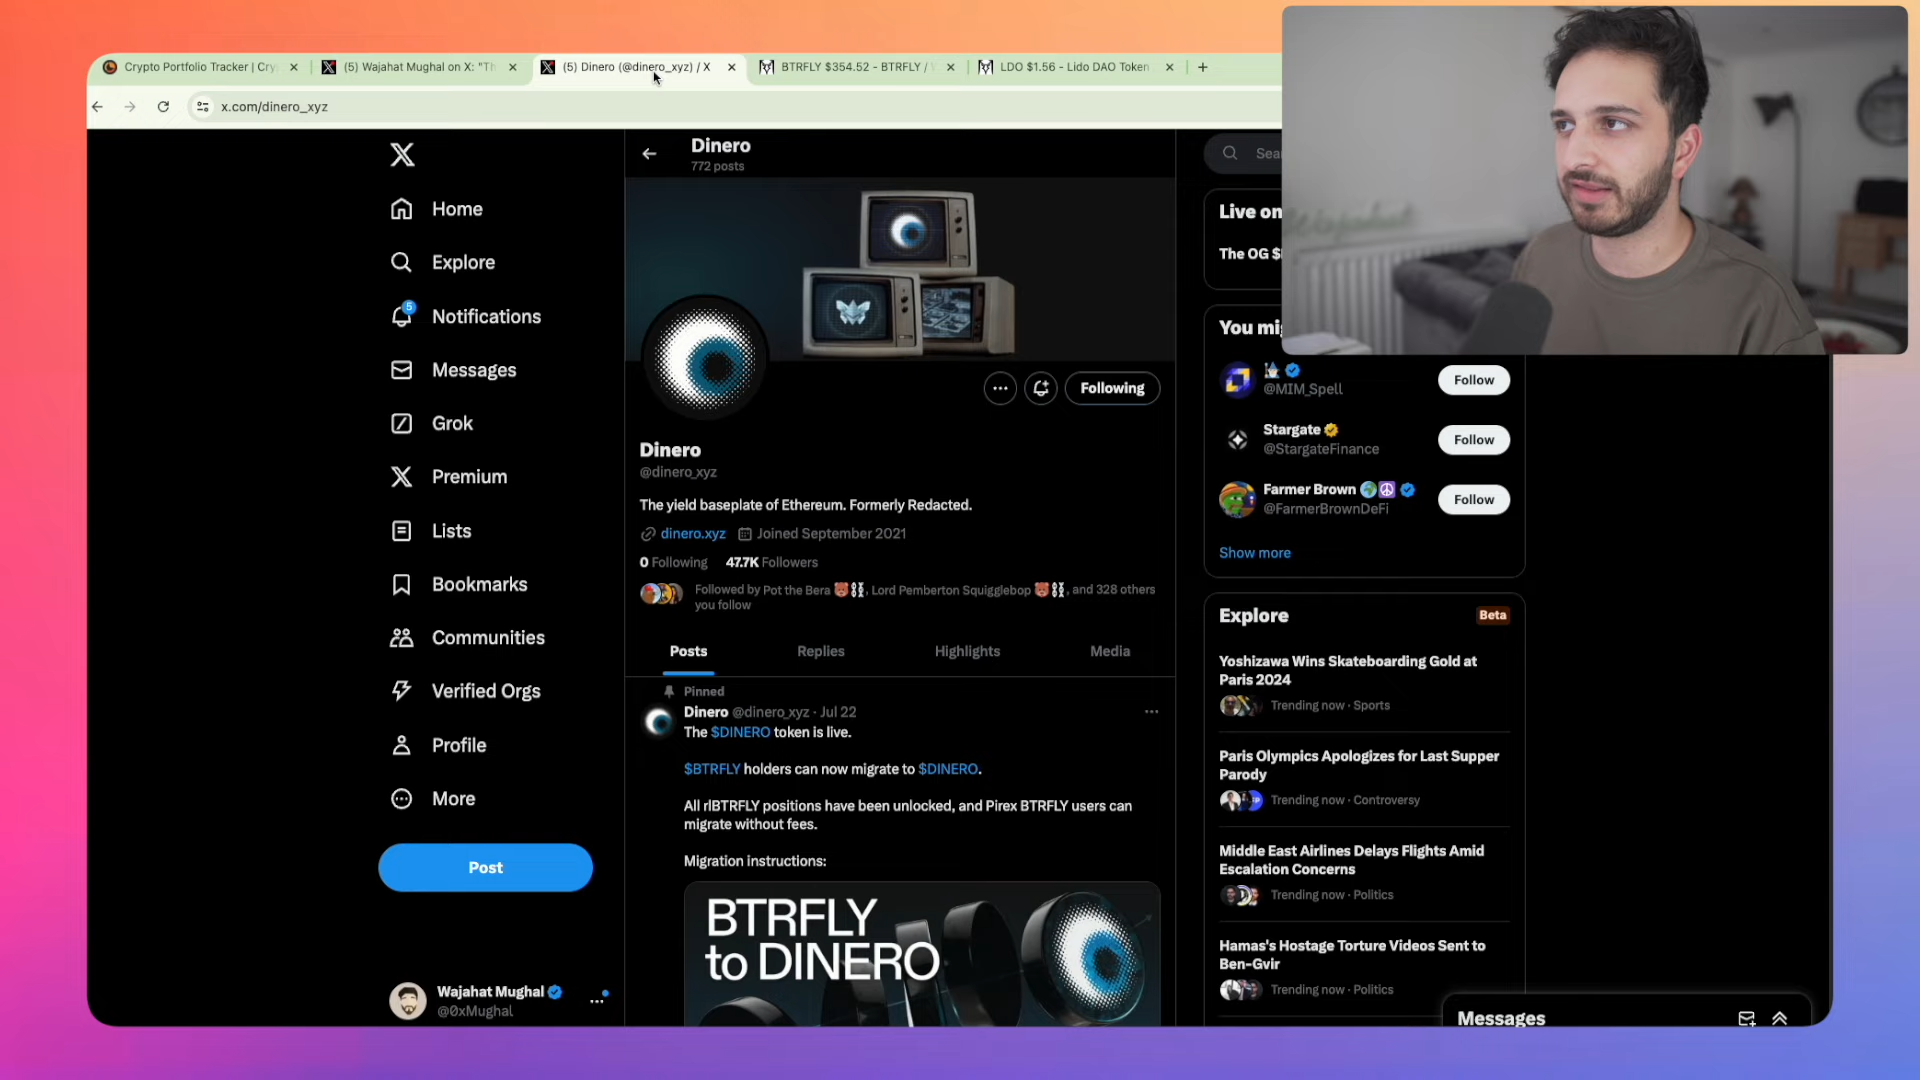 Crypto Portfolio Tracker | Cry
(5) Wajahat Mughal on X: "Th
(5) Dinero (@dinero_xyz) / X
BTRFLY $354.52 - BTRFLY /
LDO $1.56 - Lido DAO Token
x.com/dinero_xyz
Dinero
772 posts
Home
Explore
5
Notifications
Messages
Grok
Premium
Lists
Bookmarks
Communities
Verified Orgs
Profile
More
Post
Wajahat Mughal
@0xMughal
Following
Dinero
@dinero_xyz
The yield baseplate of Ethereum. Formerly Redacted.
dinero.xyz Joined September 2021
0 Following 47.7K Followers
Followed by Pot the Bera, Lord Pemberton Squigglebop, and 328 others
you follow
Posts
Replies
Highlights
Media
Pinned
Dinero @dinero_xyz · Jul 22
The $DINERO token is live.
$BTRFLY holders can now migrate to $DINERO.
All rlBTRFLY positions have been unlocked, and Pirex BTRFLY users can
migrate without fees.
Migration instructions:
BTRFLY
to DINERO
Sea
Live on
The OG $
You mi
@MIM_Spell
Follow
Stargate
@StargateFinance
Follow
Farmer Brown
@FarmerBrownDeFi
Follow
Show more
Explore
Beta
Yoshizawa Wins Skateboarding Gold at
Paris 2024
Trending now · Sports
Paris Olympics Apologizes for Last Supper
Parody
Trending now · Controversy
Middle East Airlines Delays Flights Amid
Escalation Concerns
Trending now · Politics
Hamas's Hostage Torture Videos Sent to
Ben-Gvir
Trending now · Politics
Messages